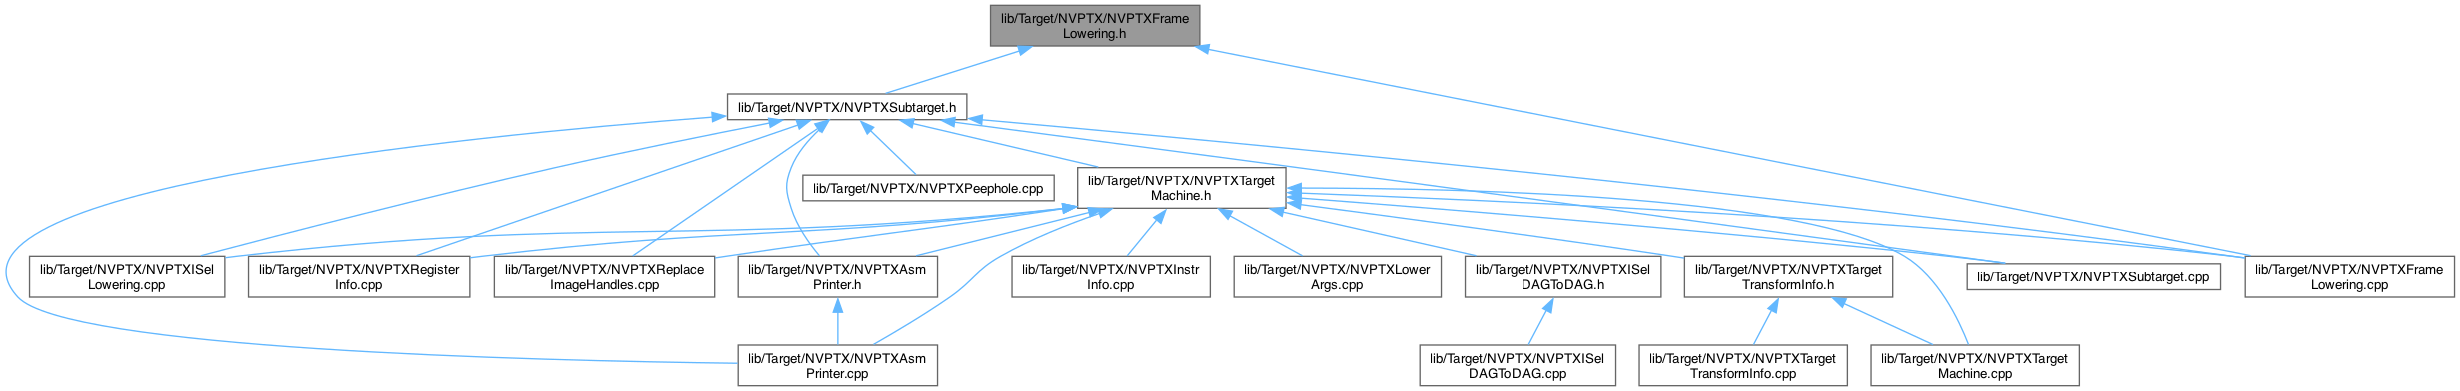 lib/Target/NVPTX/NVPTXFrame
Lowering.h
lib/Target/NVPTX/NVPTXSubtarget.h
lib/Target/NVPTX/NVPTXPeephole.cpp
lib/Target/NVPTX/NVPTXTarget
Machine.h
lib/Target/NVPTX/NVPTXISel
Lowering.cpp
lib/Target/NVPTX/NVPTXRegister
Info.cpp
lib/Target/NVPTX/NVPTXReplace
ImageHandles.cpp
lib/Target/NVPTX/NVPTXAsm
Printer.h
lib/Target/NVPTX/NVPTXInstr
Info.cpp
lib/Target/NVPTX/NVPTXLower
Args.cpp
lib/Target/NVPTX/NVPTXISel
DAGToDAG.h
lib/Target/NVPTX/NVPTXTarget
TransformInfo.h
lib/Target/NVPTX/NVPTXSubtarget.cpp
lib/Target/NVPTX/NVPTXFrame
Lowering.cpp
lib/Target/NVPTX/NVPTXAsm
Printer.cpp
lib/Target/NVPTX/NVPTXISel
DAGToDAG.cpp
lib/Target/NVPTX/NVPTXTarget
TransformInfo.cpp
lib/Target/NVPTX/NVPTXTarget
Machine.cpp